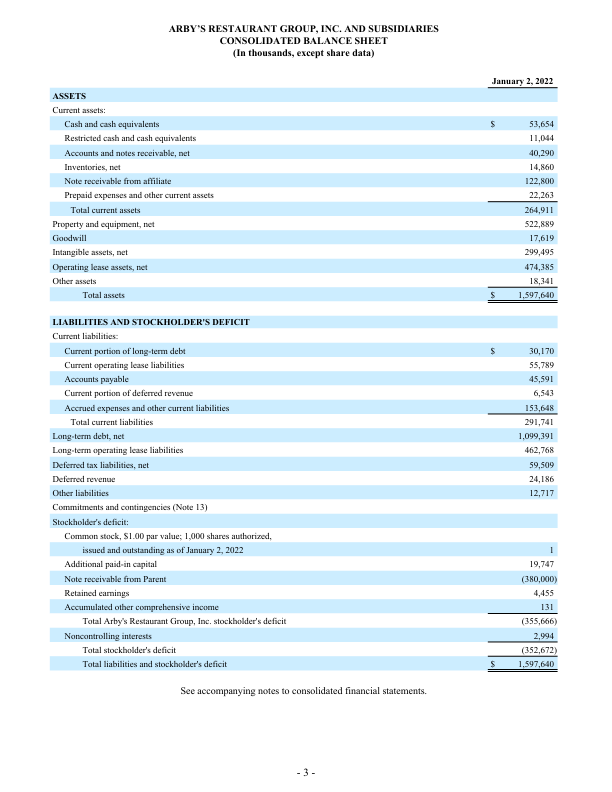 ARBY'S RESTAURANT GROUP, INC. AND SUBSIDIARIES
CONSOLIDATED BALANCE SHEET
(In thousands, except share data)
January 2, 2022
ASSETS
Current assets:
Cash and cash equivalents $ 53,654
Restricted cash and cash equivalents 11,044
Accounts and notes receivable, net 40,290
Inventories, net 14,860
Note receivable from affiliate 122,800
Prepaid expenses and other current assets 22,263
Total current assets 264,911
Property and equipment, net 522,889
Goodwill 17,619
Intangible assets, net 299,495
Operating lease assets, net 474,385
Other assets 18,341
Total assets $ 1,597,640
LIABILITIES AND STOCKHOLDER'S DEFICIT
Current liabilities:
Current portion of long-term debt $ 30,170
Current operating lease liabilities 55,789
Accounts payable 45,591
Current portion of deferred revenue 6,543
Accrued expenses and other current liabilities 153,648
Total current liabilities 291,741
Long-term debt, net 1,099,391
Long-term operating lease liabilities 462,768
Deferred tax liabilities, net 59,509
Deferred revenue 24,186
Other liabilities 12,717
Commitments and contingencies (Note 13)
Stockholder's deficit:
Common stock, $1.00 par value; 1,000 shares authorized,
issued and outstanding as of January 2, 2022 1
Additional paid-in capital 19,747
Note receivable from Parent (380,000)
Retained earnings 4,455
Accumulated other comprehensive income 131
Total Arby's Restaurant Group, Inc. stockholder's deficit (355,666)
Noncontrolling interests 2,994
Total stockholder's deficit (352,672)
Total liabilities and stockholder's deficit $ 1,597,640
See accompanying notes to consolidated financial statements.
- 3 -